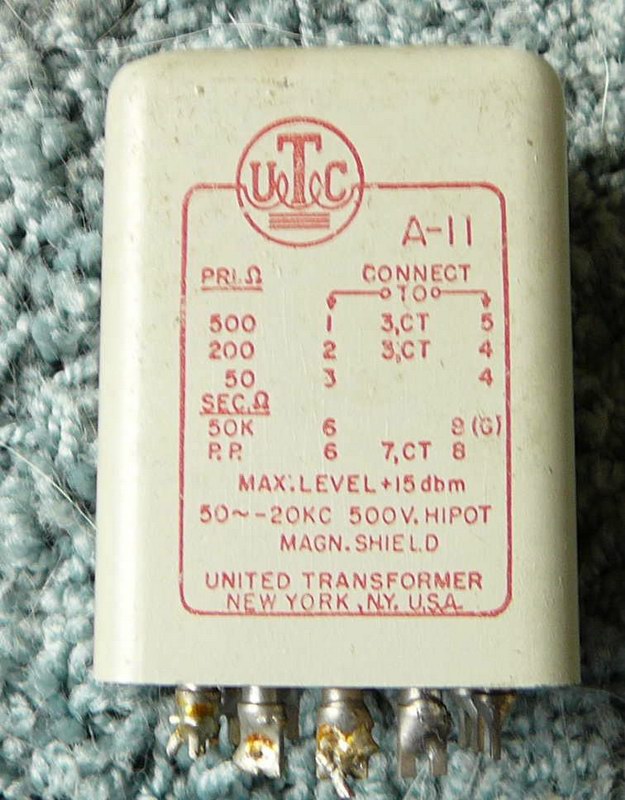 UTC
A-11
PRI.Ω CONNECT
TO
500 1 3,CT 5
200 2 3,CT 4
50 3 4
SEC.Ω
50K 6 8 (G)
P.P. 6 7,CT 8
MAX.LEVEL +15 dbm
50~-20KC 500V. HIPOT
MAGN. SHIELD
UNITED TRANSFORMER
NEW YORK, N.Y. U.S.A.